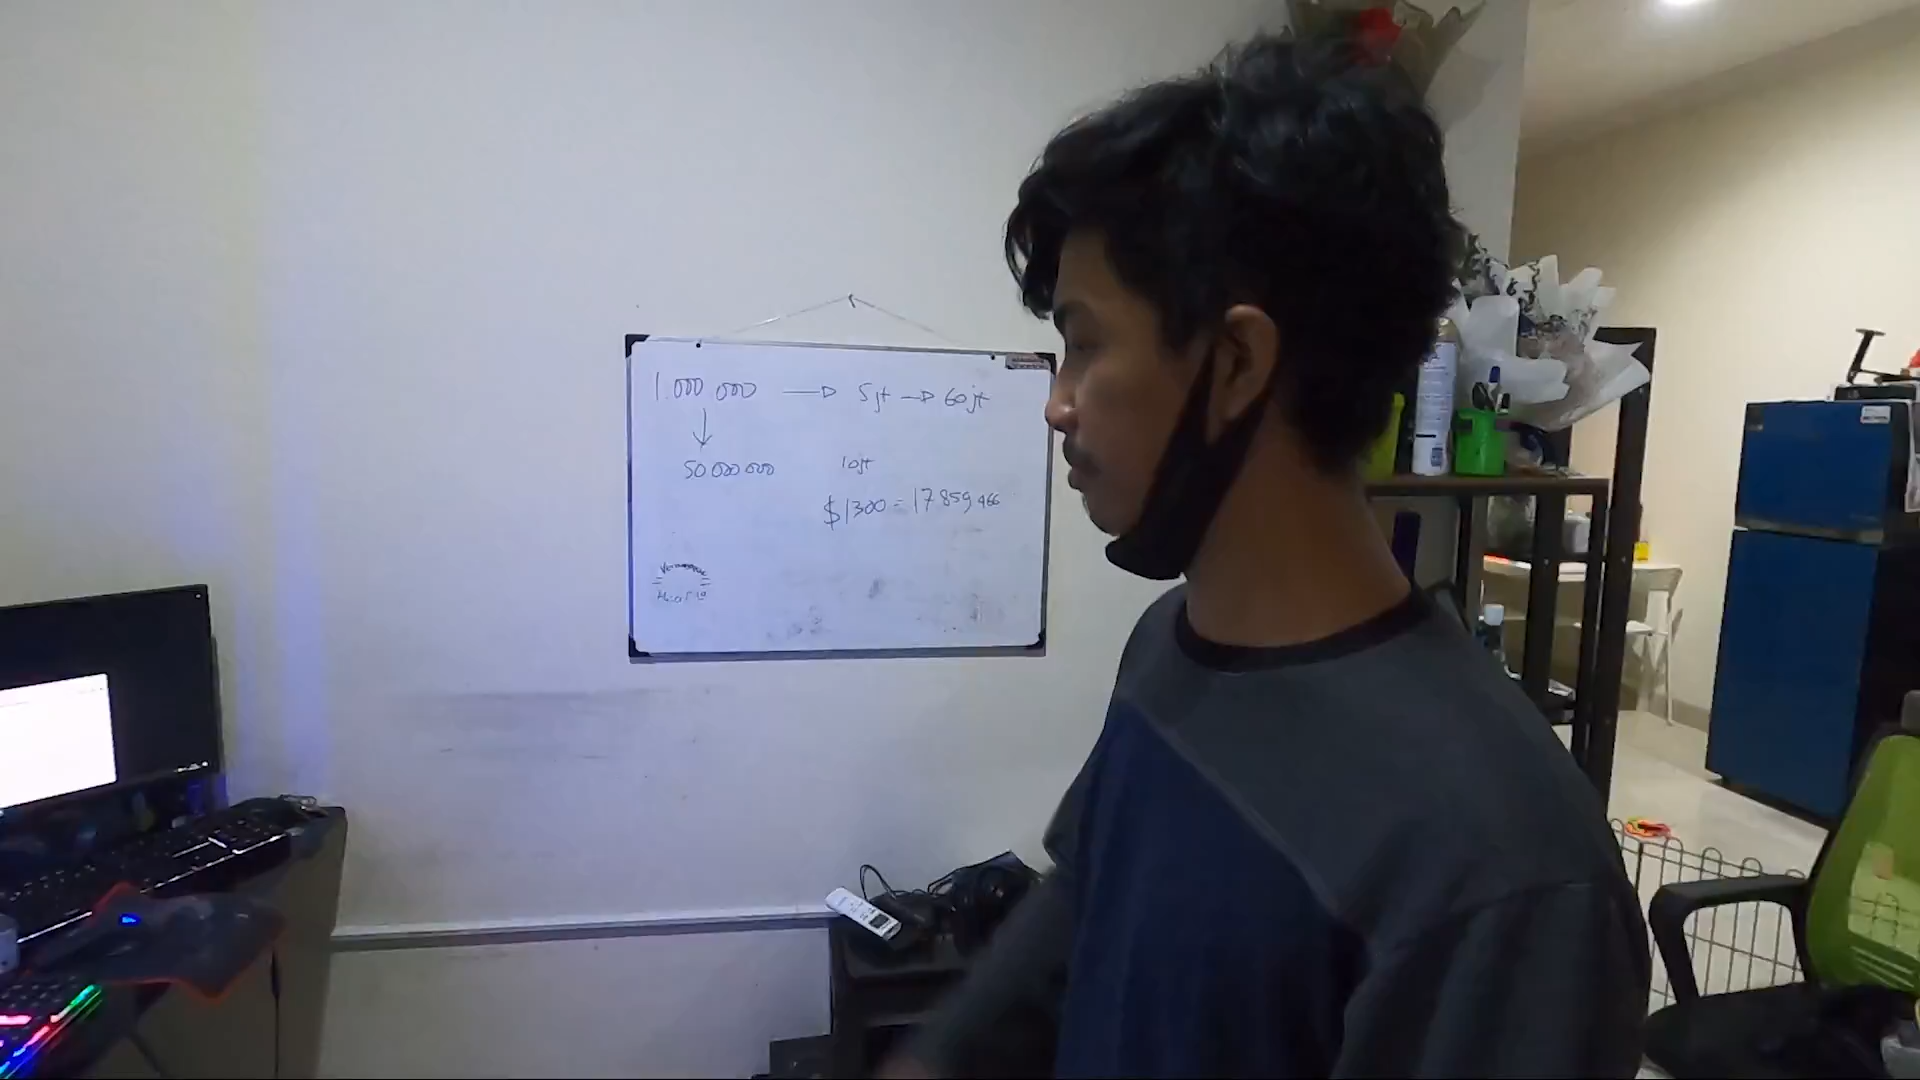 1.000 000 → 5jt → 60jt
↓
50 000 000
10jt
$1300 = 17 859 466